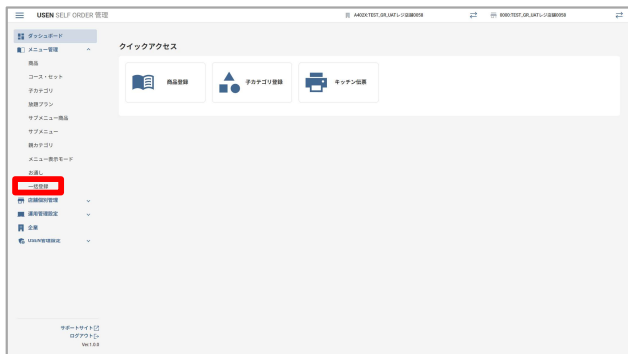 USEN SELF ORDER 管理
A402X:TEST_GR_UATレジ店舗0058
0000:TEST_GR_UATレジ店舗0058
ダッシュボード
メニュー管理
商品
コース・セット
子カテゴリ
放題プラン
サブメニュー商品
サブメニュー
親カテゴリ
メニュー表示モード
お通し
一括登録
店舗個別管理
運用管理設定
企業
USEN管理設定
クイックアクセス
商品登録
子カテゴリ登録
キッチン伝票
サポートサイト
ログアウト
Ver.1.0.0